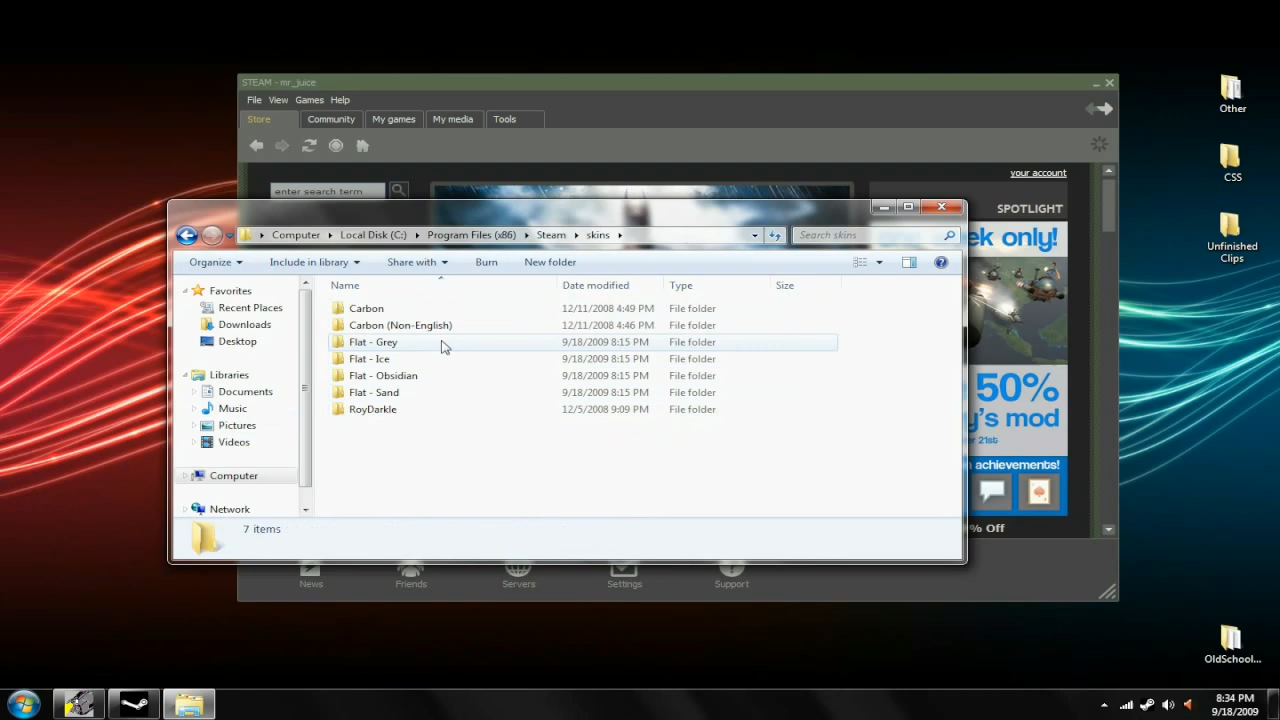 STEAM - mr_juice
File View Games Help
Store Community My games My media Tools
your account
enter search term
SPOTLIGHT
ek only!
50%
y's mod
er 21st
achievements!
% Off
Computer Local Disk (C:) Program Files (x86) Steam skins
Search skins
Organize Include in library Share with Burn New folder
Name Date modified Type Size
Favorites
Recent Places
Downloads
Desktop
Libraries
Documents
Music
Pictures
Videos
Computer
Network
Carbon 12/11/2008 4:49 PM File folder
Carbon (Non-English) 12/11/2008 4:46 PM File folder
Flat - Grey 9/18/2009 8:15 PM File folder
Flat - Ice 9/18/2009 8:15 PM File folder
Flat - Obsidian 9/18/2009 8:15 PM File folder
Flat - Sand 9/18/2009 8:15 PM File folder
RoyDarkle 12/5/2008 9:09 PM File folder
7 items
News Friends Servers Settings Support
Other
CSS
Unfinished
Clips
OldSchool...
8:34 PM
9/18/2009